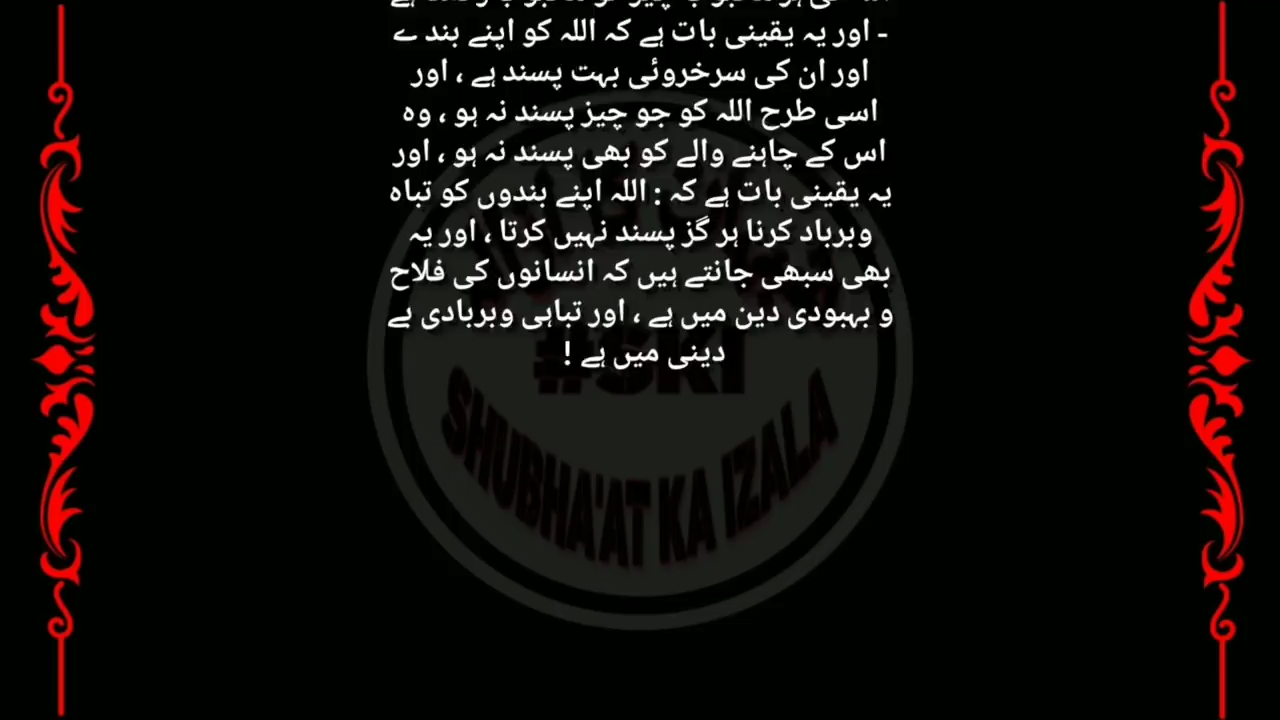 - اور یہ یقینی بات ہے کہ اللہ کو اپنے بند ے
اور ان کی سرخروئی بہت پسند ہے ، اور
اسی طرح اللہ کو جو چیز پسند نہ ہو ، وہ
اس کے چاہنے والے کو بھی پسند نہ ہو ، اور
یہ یقینی بات ہے کہ : اللہ اپنے بندوں کو تباہ
وبرباد کرنا ہر گز پسند نہیں کرتا ، اور یہ
بھی سبھی جانتے ہیں کہ انسانوں کی فلاح
و بہبودی دین میں ہے ، اور تباہی وبربادی بے
دینی میں ہے !
#SKI
SHUBHA'AT KA IZALA